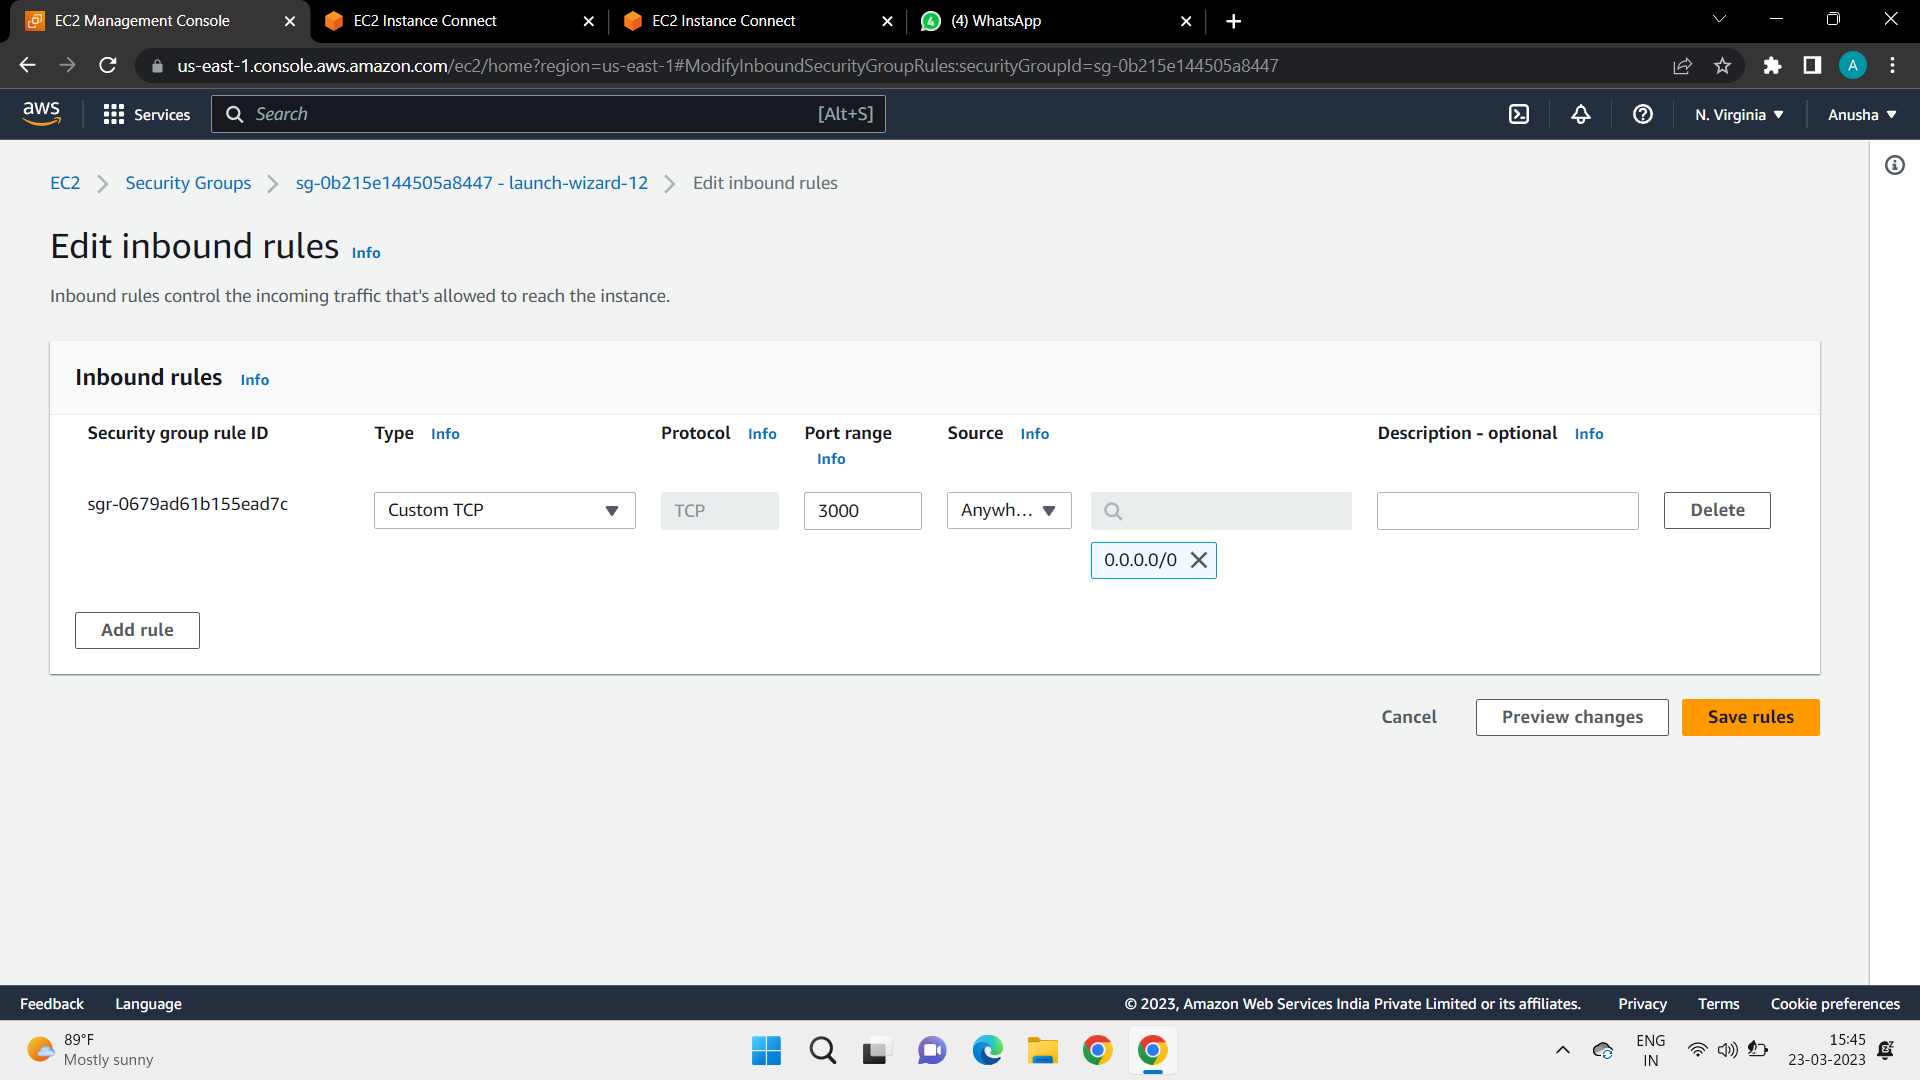 EC2 Management Console
EC2 Instance Connect
EC2 Instance Connect
(4) WhatsApp
us-east-1.console.aws.amazon.com/ec2/home?region=us-east-1#ModifyInboundSecurityGroupRules:securityGroupId=sg-0b215e144505a8447
A
aws
Services
Search
[Alt+S]
N. Virginia
Anusha
EC2
Security Groups
sg-0b215e144505a8447 - launch-wizard-12
Edit inbound rules
Edit inbound rules Info
Inbound rules control the incoming traffic that's allowed to reach the instance.
Inbound rules Info
Security group rule ID
Type Info
Protocol Info
Port range
Info
Source Info
Description - optional Info
sgr-0679ad61b155ead7c
Custom TCP
TCP
3000
Anywh...
Delete
0.0.0.0/0
Add rule
Cancel
Preview changes
Save rules
Feedback
Language
© 2023, Amazon Web Services India Private Limited or its affiliates.
Privacy
Terms
Cookie preferences
89°F
Mostly sunny
ENG
IN
15:45
23-03-2023